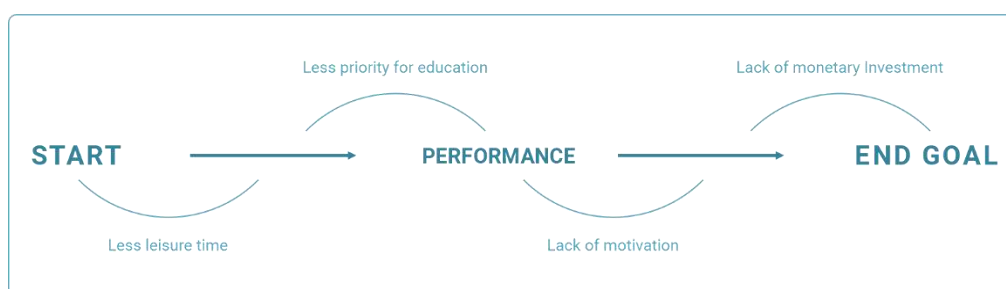 Less priority for education
Lack of monetary Investment
START
PERFORMANCE
END GOAL
Less leisure time
Lack of motivation